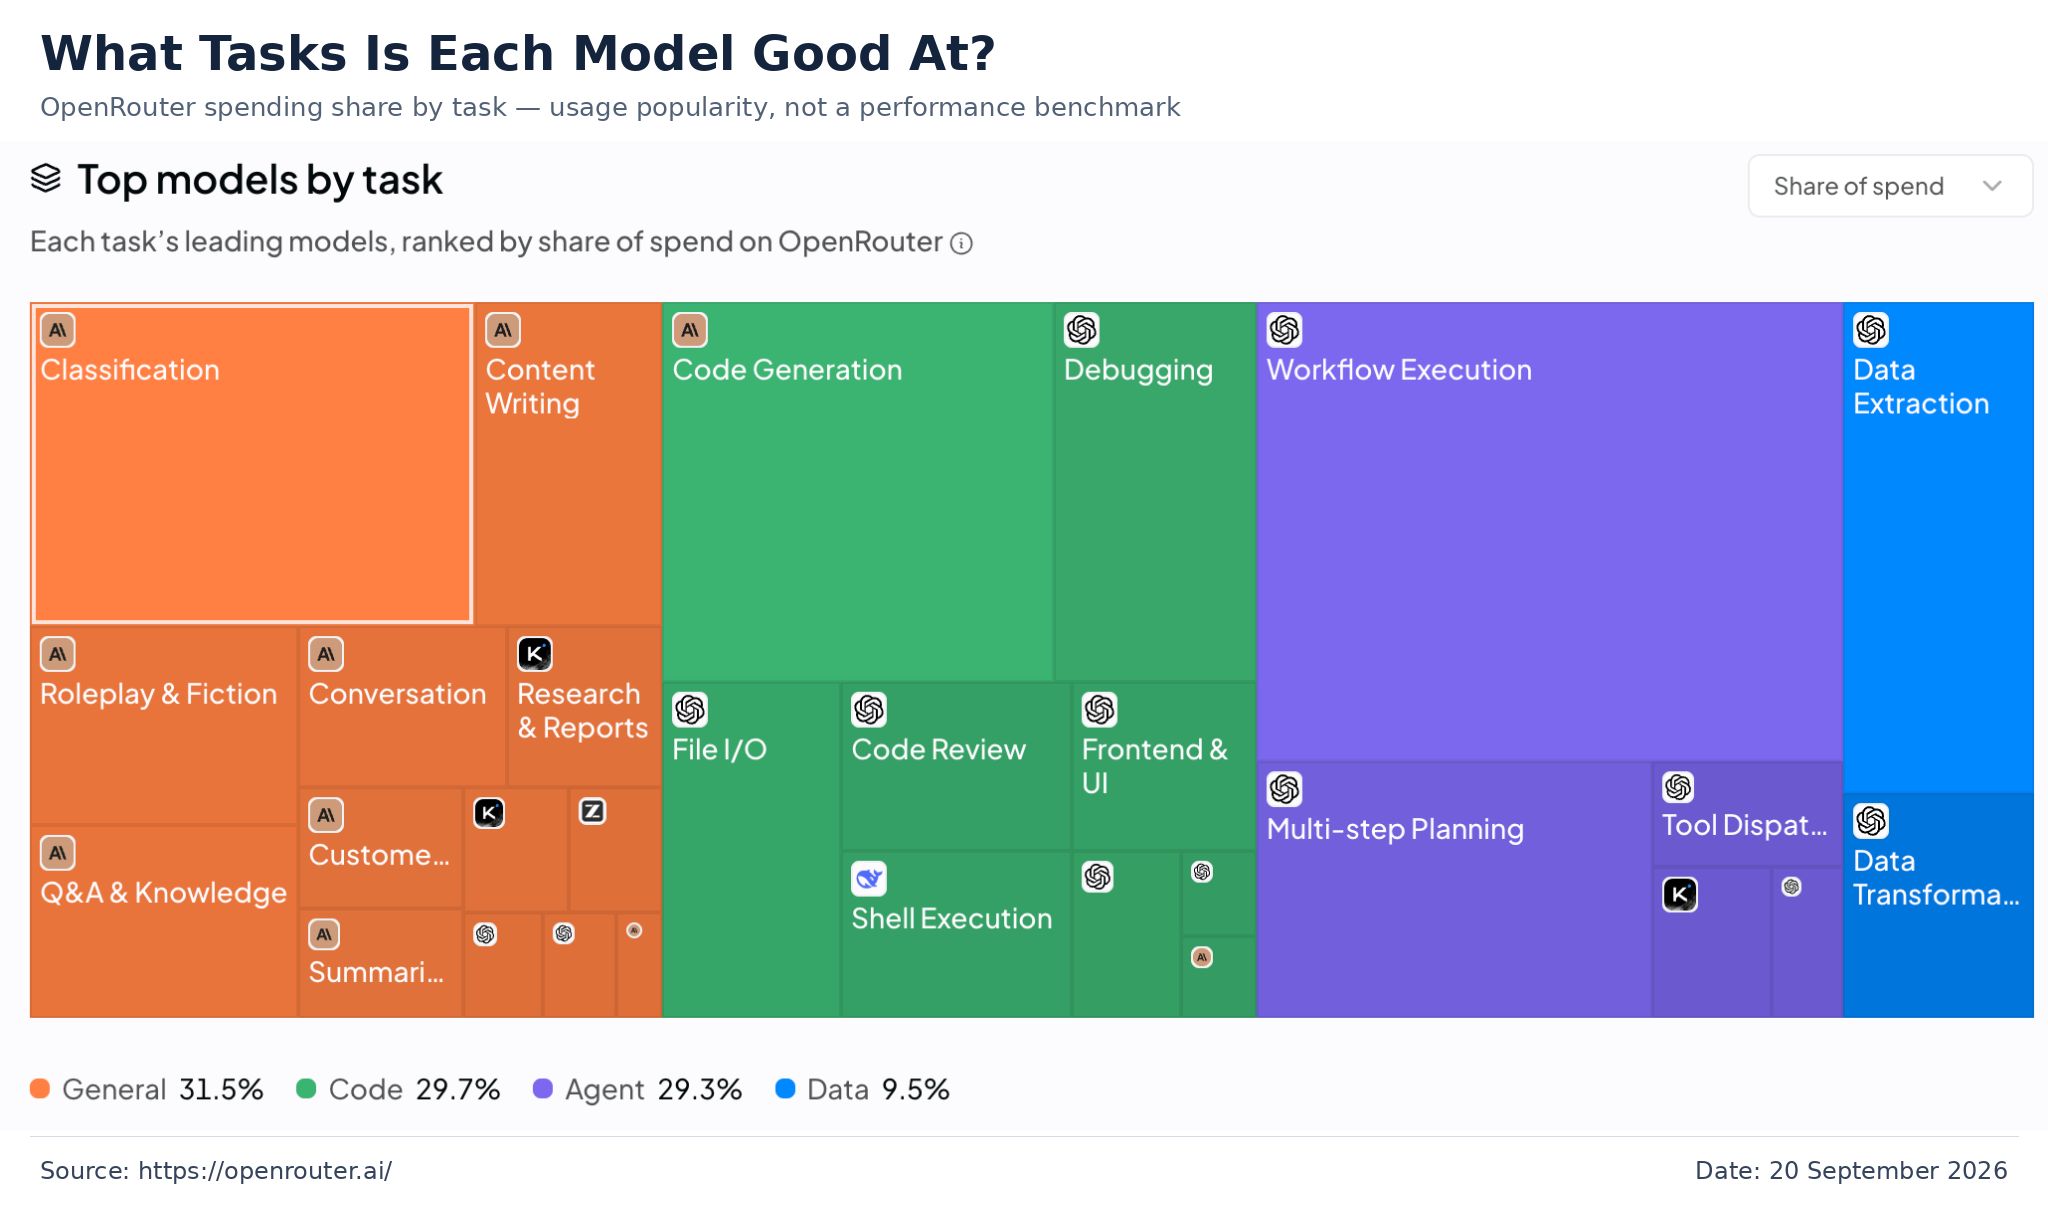 What Tasks Is Each Model Good At?
OpenRouter spending share by task — usage popularity, not a performance benchmark
Top models by task
Share of spend
Each task’s leading models, ranked by share of spend on OpenRouter
Classification
Content
Writing
Code Generation
Debugging
Workflow Execution
Data
Extraction
Roleplay & Fiction
Conversation
Research
& Reports
File I/O
Code Review
Frontend &
UI
Multi-step Planning
Tool Dispat...
Custome...
Q&A & Knowledge
Shell Execution
Data
Transforma...
Summari...
General 31.5%
Code 29.7%
Agent 29.3%
Data 9.5%
Source: https://openrouter.ai/
Date: 20 September 2026